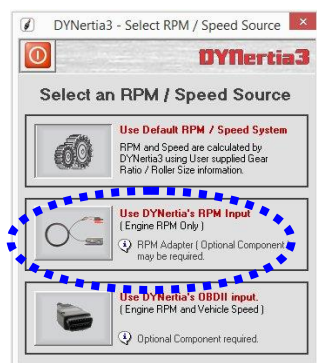 DYNertia3 - Select RPM / Speed Source
DYNertia3
Select an RPM / Speed Source
Use Default RPM / Speed System
RPM and Speed are calculated by
DYNertia3 using User supplied Gear
Ratio / Roller Size information.
Use DYNertia's RPM Input
( Engine RPM Only )
RPM Adapter ( Optional Component
may be required.
Use DYNertia's OBDII input.
( Engine RPM and Vehicle Speed )
Optional Component required.